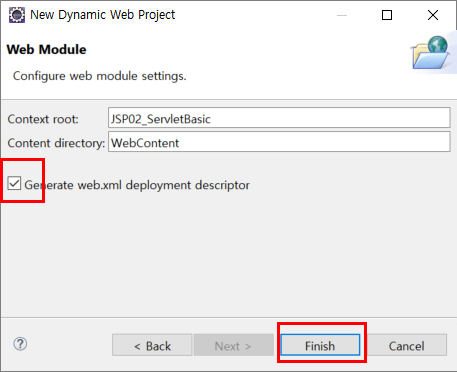 New Dynamic Web Project
Web Module
Configure web module settings.
Context root: JSP02_ServletBasic
Content directory: WebContent
Generate web.xml deployment descriptor
? < Back Next > Finish Cancel